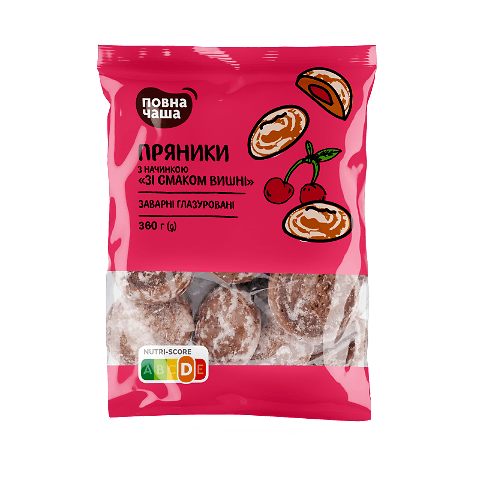 повна
чаша
ПРЯНИКИ
З НАЧИНКОЮ
«ЗІ СМАКОМ ВИШНІ»
ЗАВАРНІ ГЛАЗУРОВАНІ
360 г (g)
NUTRI-SCORE
A B C D E